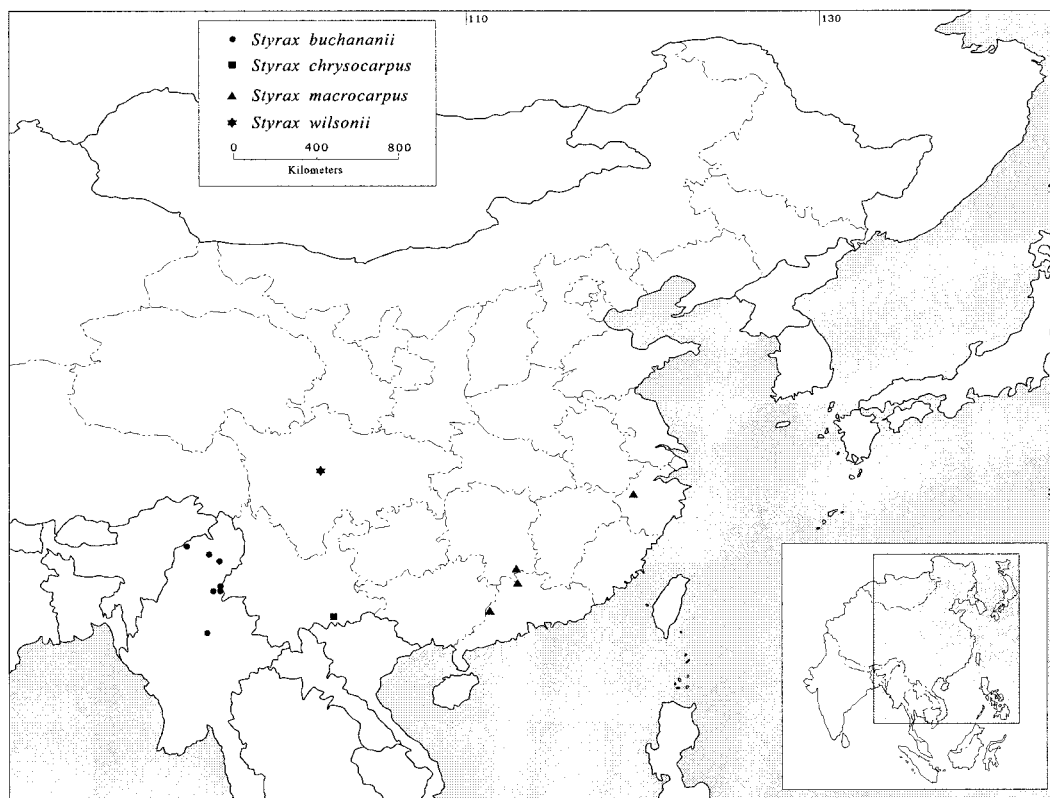 110 130
Styrax buchananii
Styrax chrysocarpus
Styrax macrocarpus
Styrax wilsonii
0 400 800
Kilometers